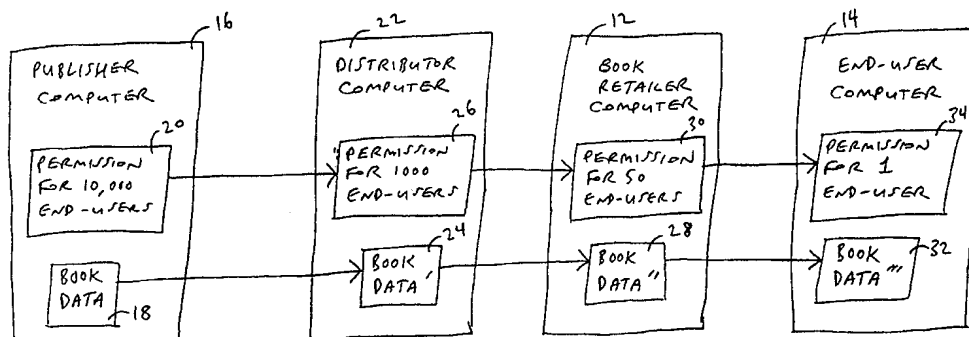 16
PUBLISHER
COMPUTER
20
PERMISSION
FOR 10,000
END-USERS
BOOK
DATA
18
22
DISTRIBUTOR
COMPUTER
26
PERMISSION
FOR 1000
END-USERS
24
BOOK
DATA'
12
BOOK
RETAILER
COMPUTER
30
PERMISSION
FOR 50
END-USERS
28
BOOK
DATA''
14
END-USER
COMPUTER
34
PERMISSION
FOR 1
END-USER
32
BOOK
DATA'''